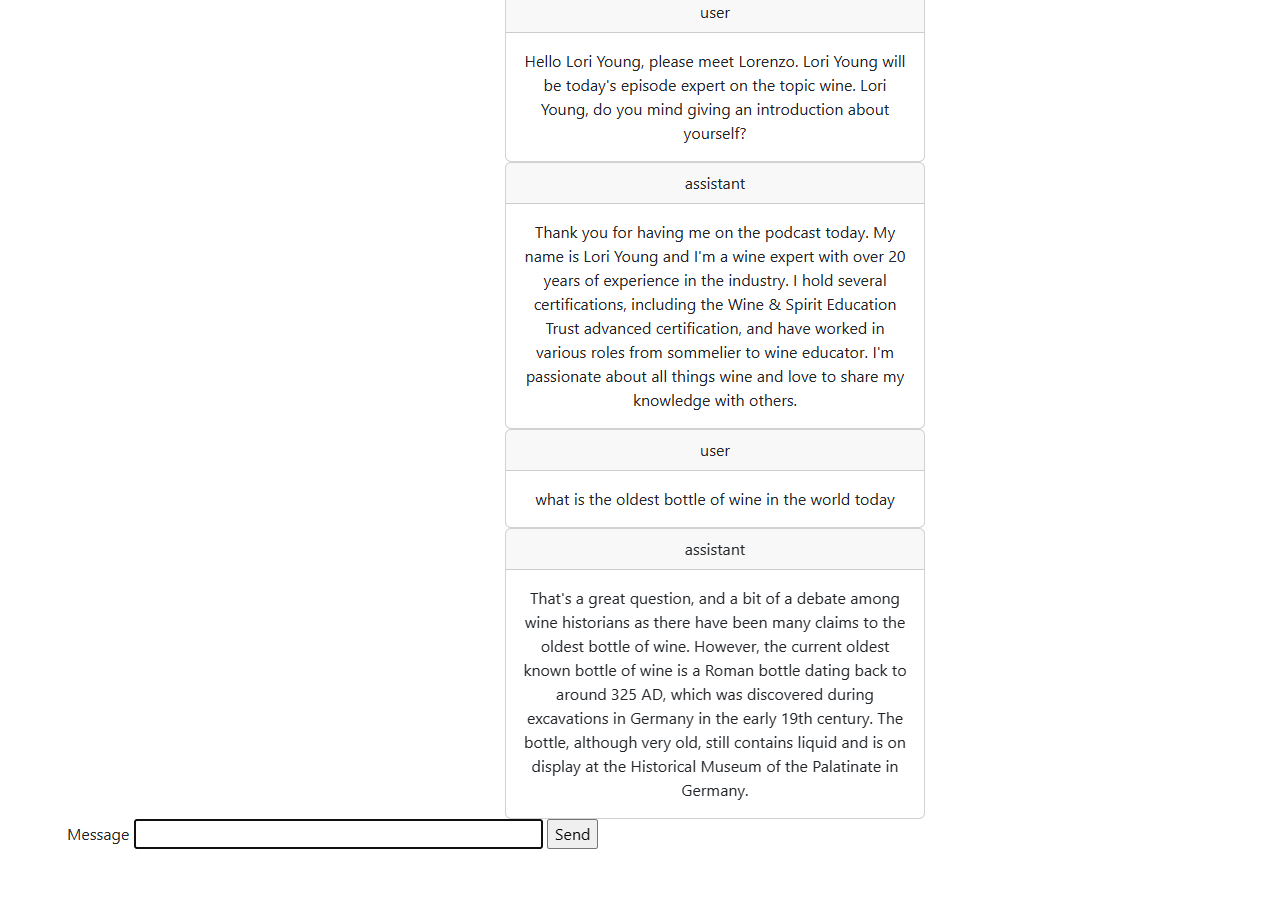 user
Hello Lori Young, please meet Lorenzo. Lori Young will
be today's episode expert on the topic wine. Lori
Young, do you mind giving an introduction about
yourself?
assistant
Thank you for having me on the podcast today. My
name is Lori Young and I'm a wine expert with over 20
years of experience in the industry. I hold several
certifications, including the Wine & Spirit Education
Trust advanced certification, and have worked in
various roles from sommelier to wine educator. I'm
passionate about all things wine and love to share my
knowledge with others.
user
what is the oldest bottle of wine in the world today
assistant
That's a great question, and a bit of a debate among
wine historians as there have been many claims to the
oldest bottle of wine. However, the current oldest
known bottle of wine is a Roman bottle dating back to
around 325 AD, which was discovered during
excavations in Germany in the early 19th century. The
bottle, although very old, still contains liquid and is on
display at the Historical Museum of the Palatinate in
Germany.
Message Send